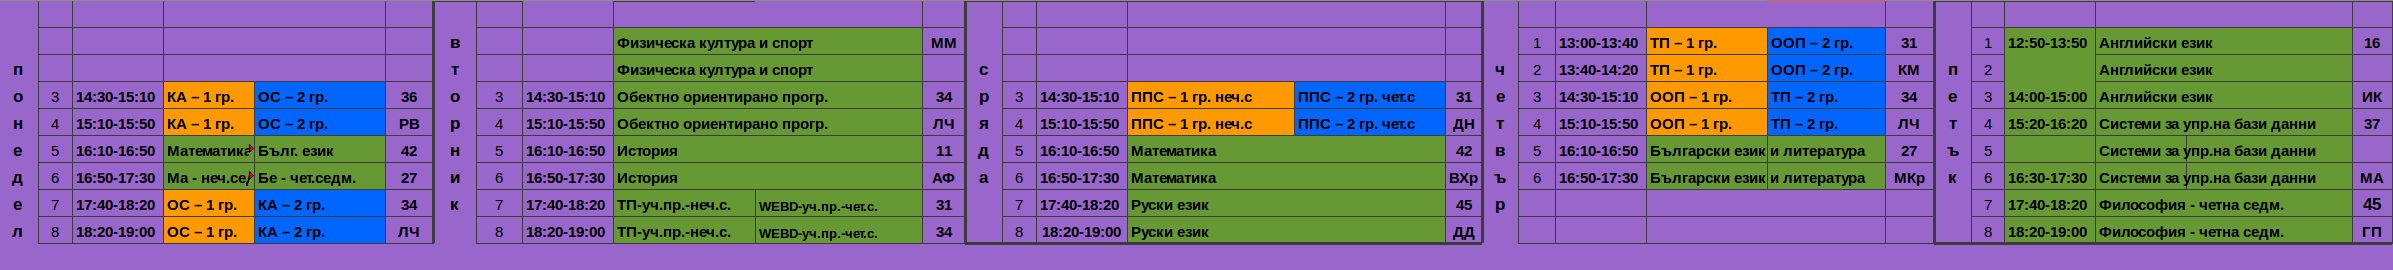 понедел
3 14:30-15:10 КА – 1 гр. ОС – 2 гр. 36
4 15:10-15:50 КА – 1 гр. ОС – 2 гр. РВ
5 16:10-16:50 Математика Бълг. език 42
6 16:50-17:30 Ма - неч.се Бе - чет.седм. 27
7 17:40-18:20 ОС – 1 гр. КА – 2 гр. 34
8 18:20-19:00 ОС – 1 гр. КА – 2 гр. ЛЧ
вторник
Физическа култура и спорт ММ
Физическа култура и спорт
3 14:30-15:10 Обектно ориентирано прогр. 34
4 15:10-15:50 Обектно ориентирано прогр. ЛЧ
5 16:10-16:50 История 11
6 16:50-17:30 История АФ
7 17:40-18:20 ТП-уч.пр.-неч.с. WEBD-уч.пр.-чет.с. 31
8 18:20-19:00 ТП-уч.пр.-неч.с. WEBD-уч.пр.-чет.с. 34
сряда
3 14:30-15:10 ППС – 1 гр. неч.с ППС – 2 гр. чет.с 31
4 15:10-15:50 ППС – 1 гр. неч.с ППС – 2 гр. чет.с ДН
5 16:10-16:50 Математика 42
6 16:50-17:30 Математика ВХр
7 17:40-18:20 Руски език 45
8 18:20-19:00 Руски език ДД
четвър
1 13:00-13:40 ТП – 1 гр. ООП – 2 гр. 31
2 13:40-14:20 ТП – 1 гр. ООП – 2 гр. КМ
3 14:30-15:10 ООП – 1 гр. ТП – 2 гр. 34
4 15:10-15:50 ООП – 1 гр. ТП – 2 гр. ЛЧ
5 16:10-16:50 Български език и литература 27
6 16:50-17:30 Български език и литература МКр
петък
1 12:50-13:50 Английски език 16
2 Английски език
3 14:00-15:00 Английски език ИК
4 15:20-16:20 Системи за упр.на бази данни 37
5 Системи за упр.на бази данни
6 16:30-17:30 Системи за упр.на бази данни МА
7 17:40-18:20 Философия - четна седм. 45
8 18:20-19:00 Философия - четна седм. ГП